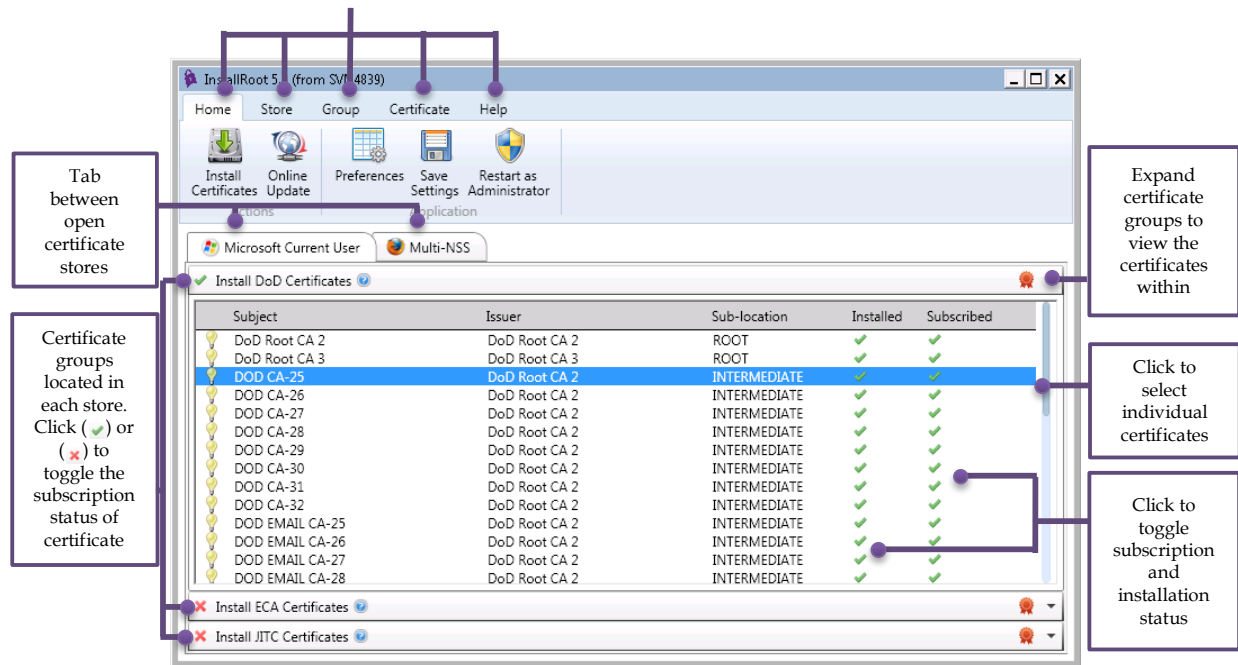 InstallRoot 5. (from SVN 4839)
Home Store Group Certificate Help
Install Certificates
Online Update
Preferences
Save Settings
Restart as Administrator
Application
Microsoft Current User
Multi-NSS
Tab
between
open
certificate
stores
Expand
certificate
groups to
view the
certificates
within
Install DoD Certificates
Subject Issuer Sub-location Installed Subscribed
DoD Root CA 2 DoD Root CA 2 ROOT
DoD Root CA 3 DoD Root CA 3 ROOT
DOD CA-25 DoD Root CA 2 INTERMEDIATE
DOD CA-26 DoD Root CA 2 INTERMEDIATE
DOD CA-27 DoD Root CA 2 INTERMEDIATE
DOD CA-28 DoD Root CA 2 INTERMEDIATE
DOD CA-29 DoD Root CA 2 INTERMEDIATE
DOD CA-30 DoD Root CA 2 INTERMEDIATE
DOD CA-31 DoD Root CA 2 INTERMEDIATE
DOD CA-32 DoD Root CA 2 INTERMEDIATE
DOD EMAIL CA-25 DoD Root CA 2 INTERMEDIATE
DOD EMAIL CA-26 DoD Root CA 2 INTERMEDIATE
DOD EMAIL CA-27 DoD Root CA 2 INTERMEDIATE
DOD EMAIL CA-28 DoD Root CA 2 INTERMEDIATE
Certificate
groups
located in
each store.
Click (✓) or
(✗) to
toggle the
subscription
status of
certificate
Click to
select
individual
certificates
Click to
toggle
subscription
and
installation
status
Install ECA Certificates
Install JITC Certificates